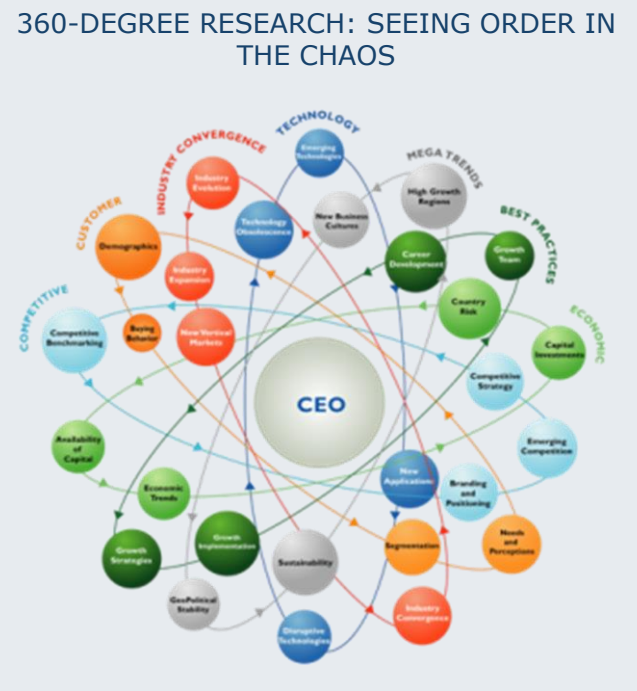 360-DEGREE RESEARCH: SEEING ORDER IN
THE CHAOS
TECHNOLOGY
INDUSTRY CONVERGENCE
MEGA TRENDS
CUSTOMER
BEST PRACTICES
COMPETITIVE
ECONOMIC
Emerging
Technologies
Industry
Evolution
High Growth
Regions
Technology
Obsolescence
New Business
Cultures
Demographics
Career
Development
Growth
Team
Industry
Expansion
Country
Risk
Buying
Behavior
New Vertical
Markets
Competitive
Benchmarking
Capital
Investments
Competitive
Strategy
CEO
Availability
of
Capital
Emerging
Competition
New
Applications
Economic
Trends
Branding
and
Positioning
Growth
Strategies
Growth
Implementation
Sustainability
Segmentation
Needs
and
Perceptions
GeoPolitical
Stability
Industry
Convergence
Disruptive
Technologies